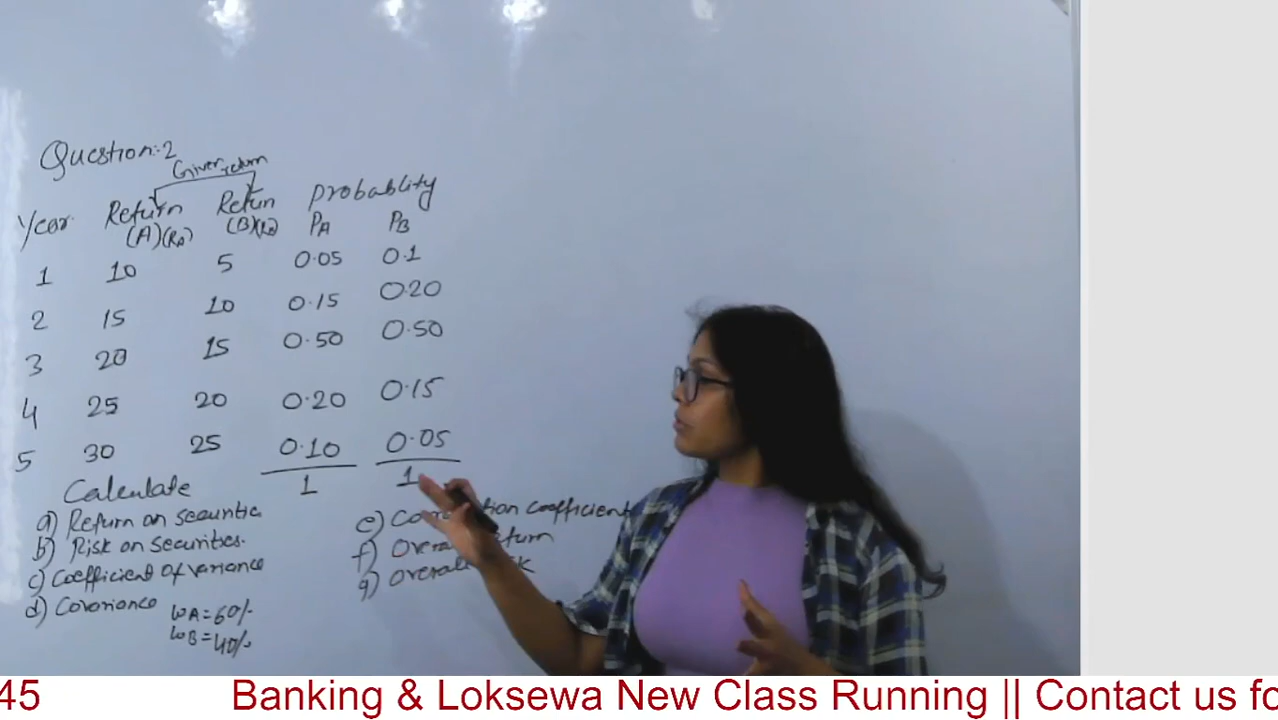 Question:-2
Given return
Year Return Return probablity
(A)(RA) (B)(RB) PA PB
1 10 5 0.05 0.1
2 15 10 0.15 0.20
3 20 15 0.50 0.50
4 25 20 0.20 0.15
5 30 25 0.10 0.05
1 1
Calculate
a) Return on securitie
b) Risk on securities.
c) Coefficient of variance
d) Covariance
WA = 60%
WB = 40%
e) coefficient
f)
g) overall
45 Banking & Loksewa New Class Running || Contact us fo